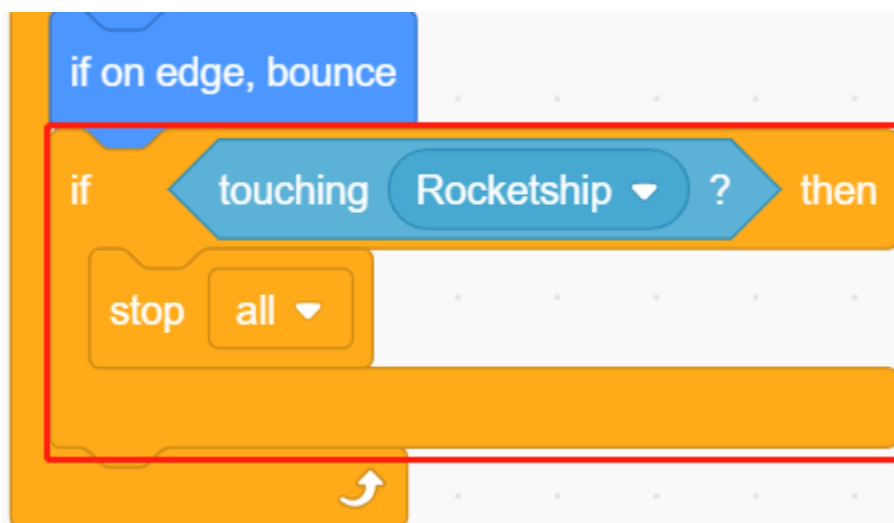 if on edge, bounce
if touching Rocketship ? then
stop all